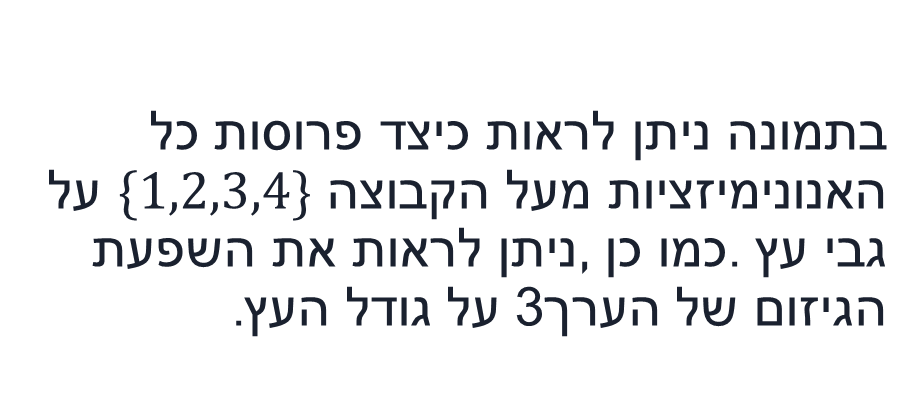 בתמונה ניתן לראות כיצד פרוסות כל
האנונימיזציות מעל הקבוצה {1,2,3,4} על
גבי עץ .כמו כן ,ניתן לראות את השפעת
הגיזום של הערך3 על גודל העץ.